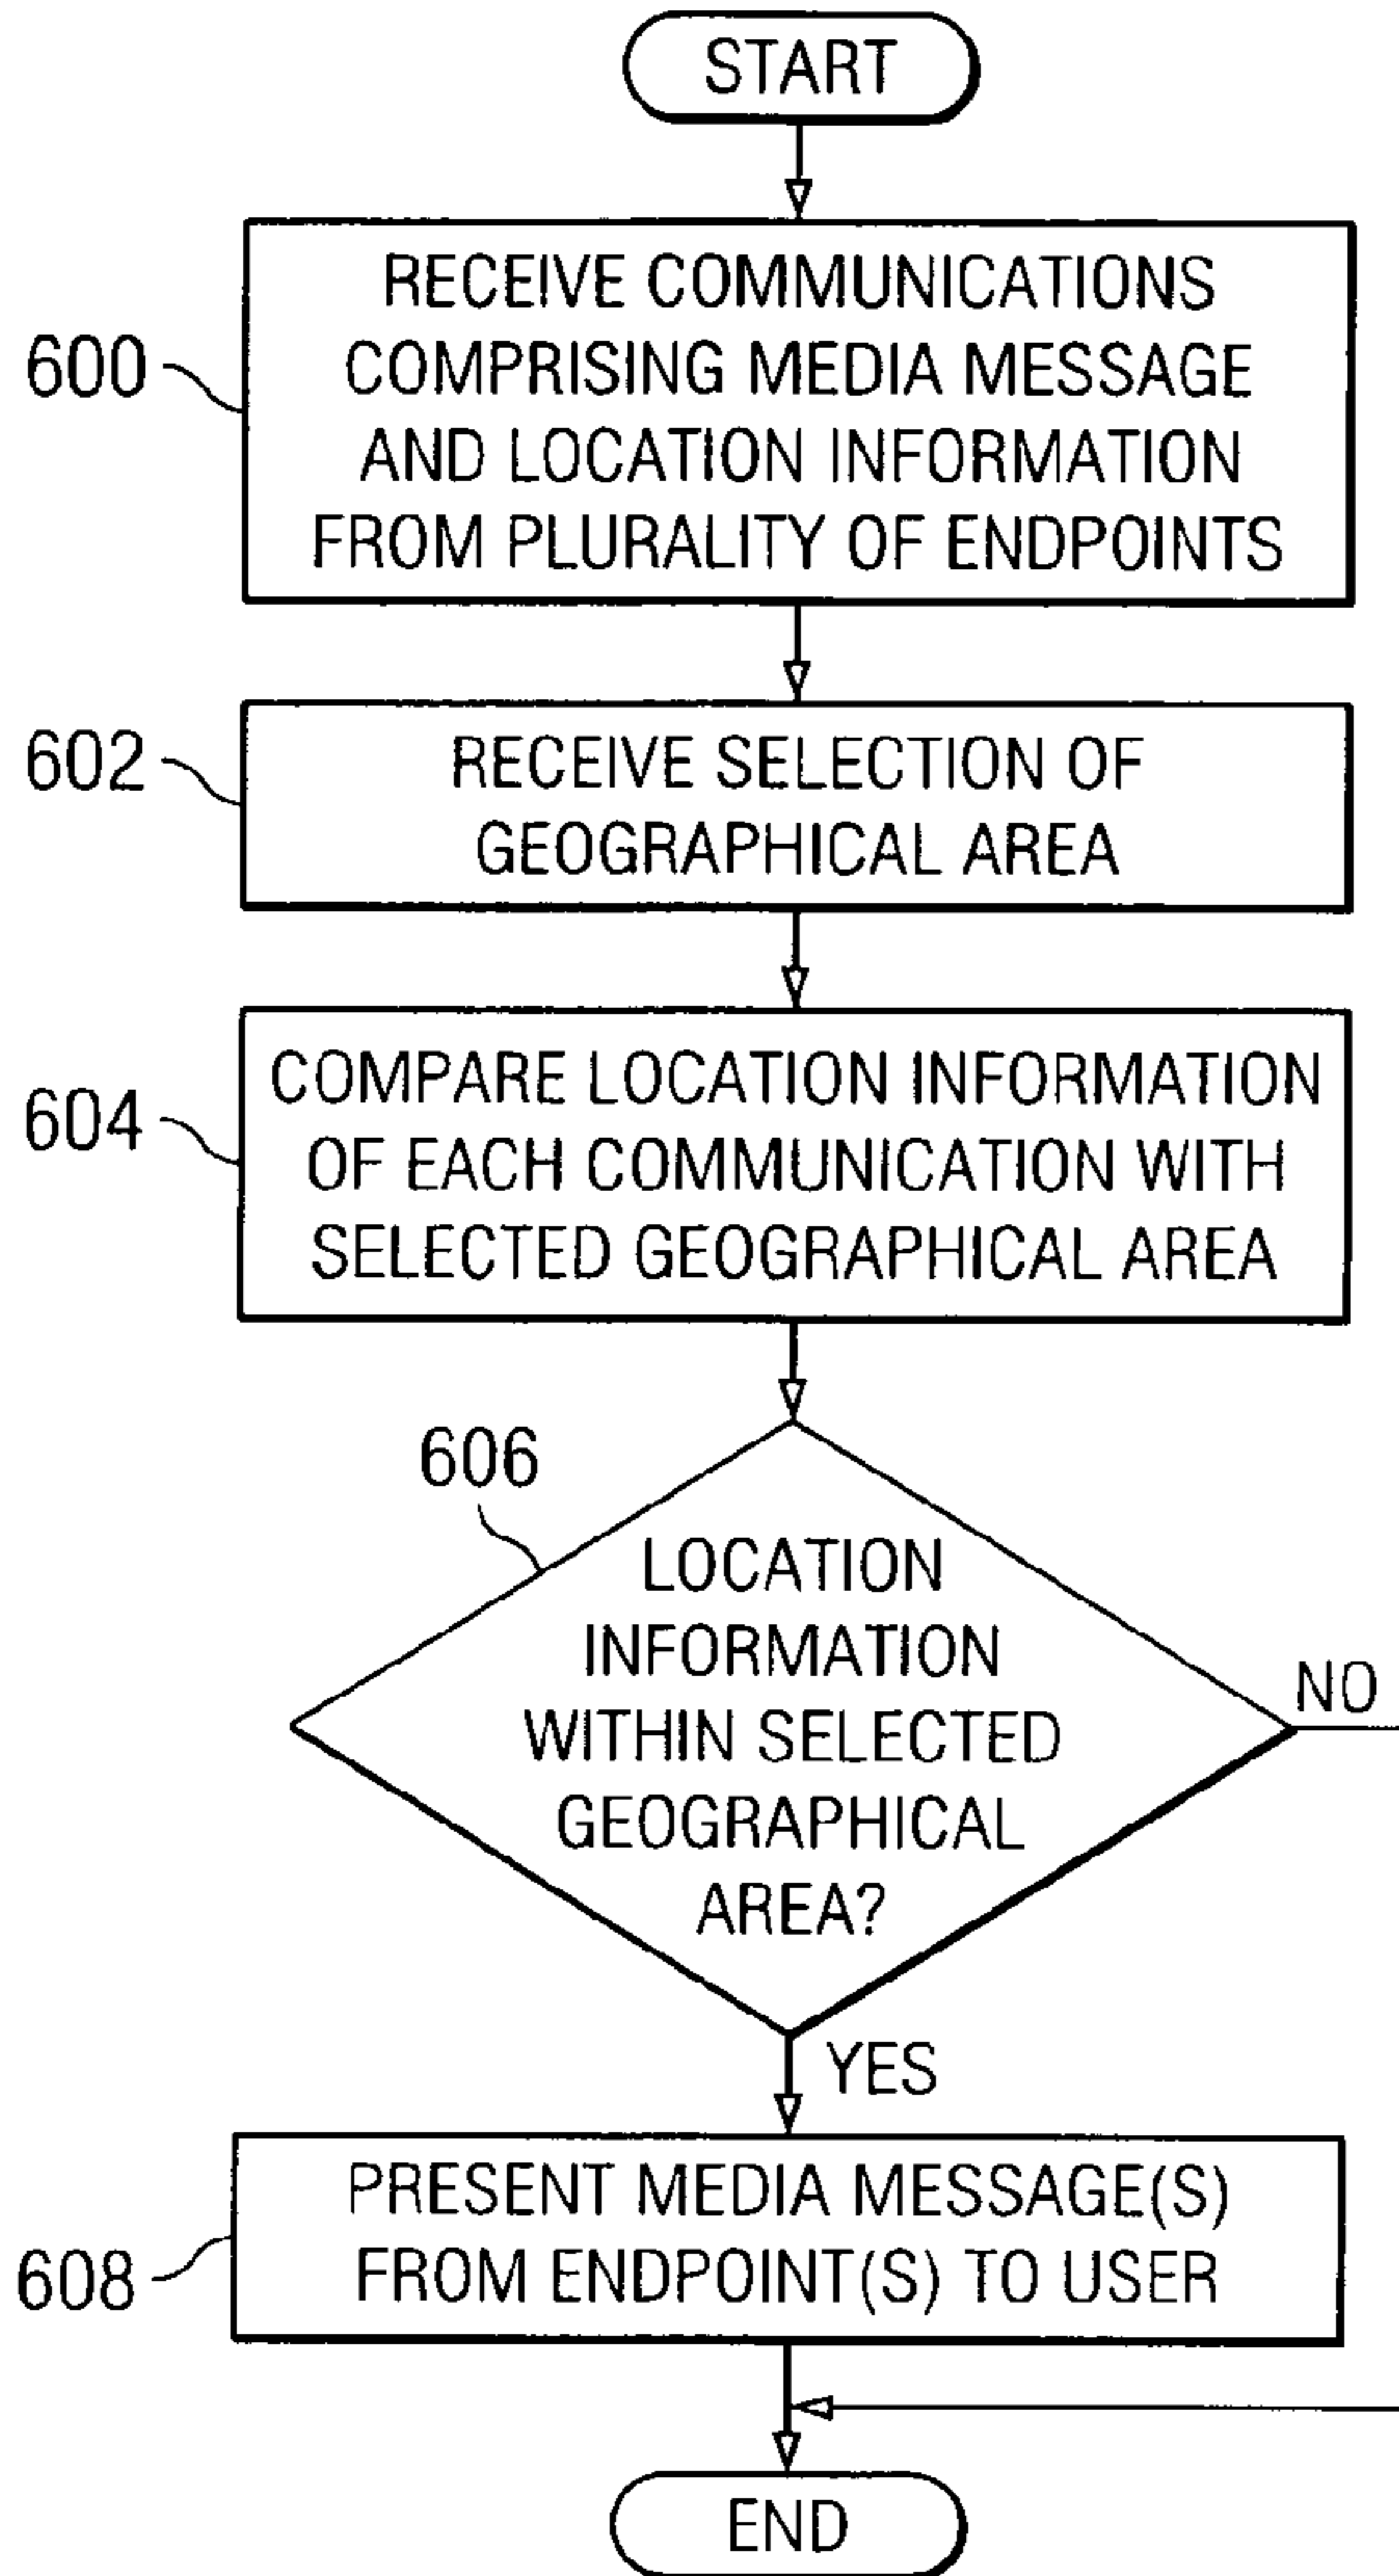 START
RECEIVE COMMUNICATIONS
COMPRISING MEDIA MESSAGE
AND LOCATION INFORMATION
FROM PLURALITY OF ENDPOINTS
600
RECEIVE SELECTION OF
GEOGRAPHICAL AREA
602
COMPARE LOCATION INFORMATION
OF EACH COMMUNICATION WITH
SELECTED GEOGRAPHICAL AREA
604
606
LOCATION
INFORMATION
WITHIN SELECTED
GEOGRAPHICAL
AREA?
NO
YES
PRESENT MEDIA MESSAGE(S)
FROM ENDPOINT(S) TO USER
608
END